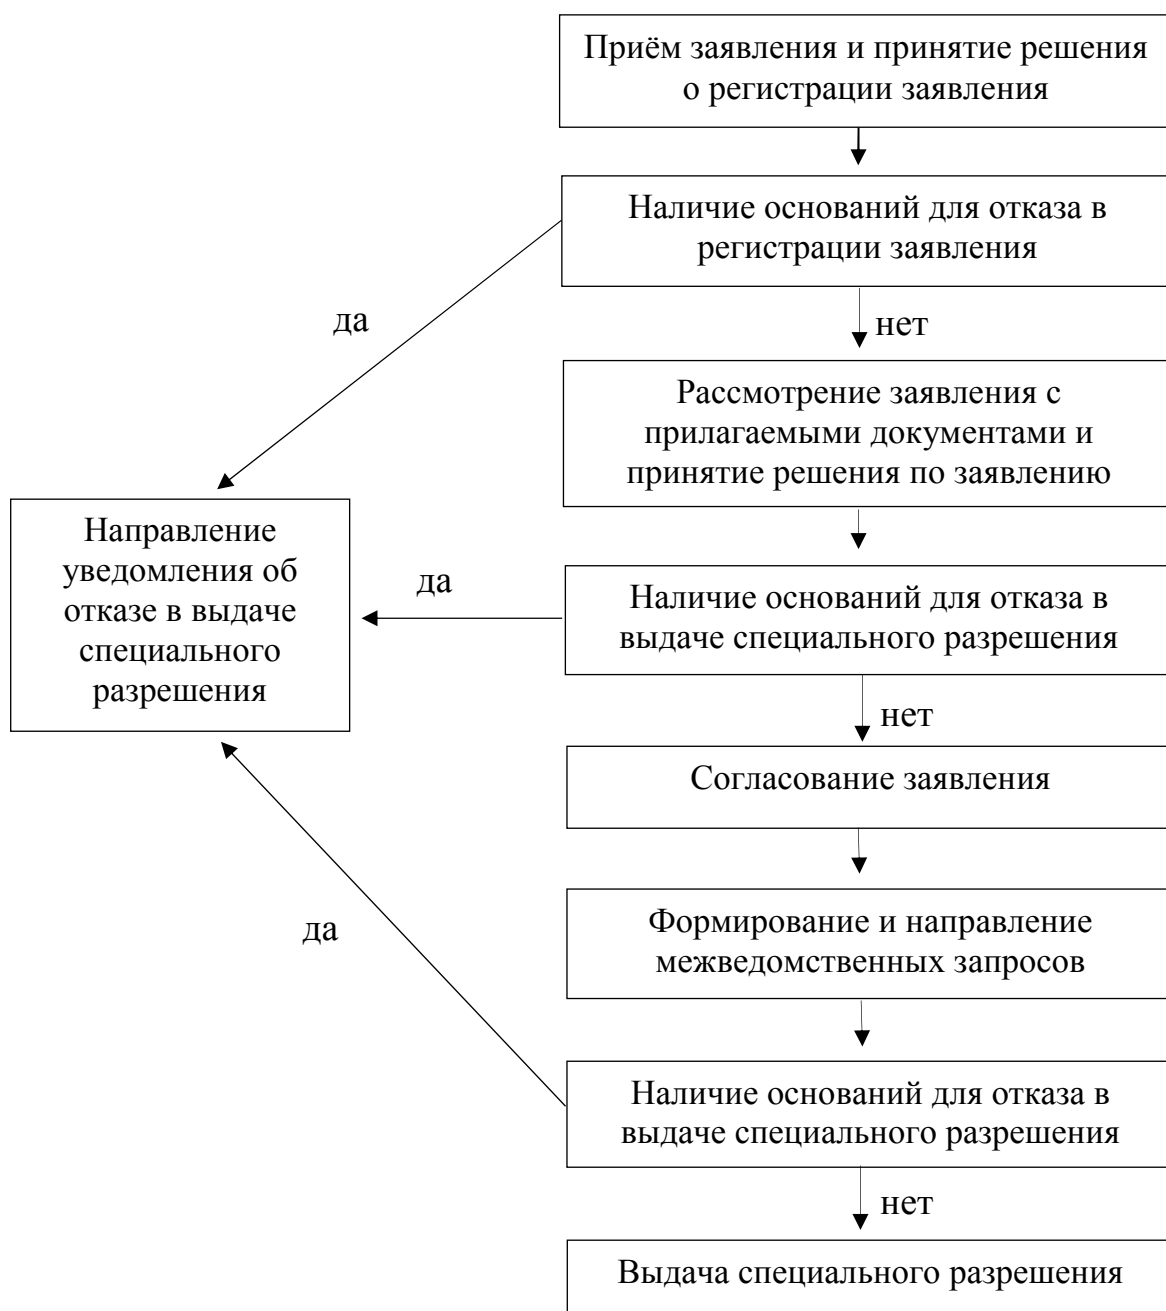 Приём заявления и принятие решения
о регистрации заявления
Наличие оснований для отказа в
регистрации заявления
да
нет
Рассмотрение заявления с
прилагаемыми документами и
принятие решения по заявлению
Направление
уведомления об
отказе в выдаче
специального
разрешения
да
Наличие оснований для отказа в
выдаче специального разрешения
нет
Согласование заявления
да
Формирование и направление
межведомственных запросов
Наличие оснований для отказа в
выдаче специального разрешения
нет
Выдача специального разрешения